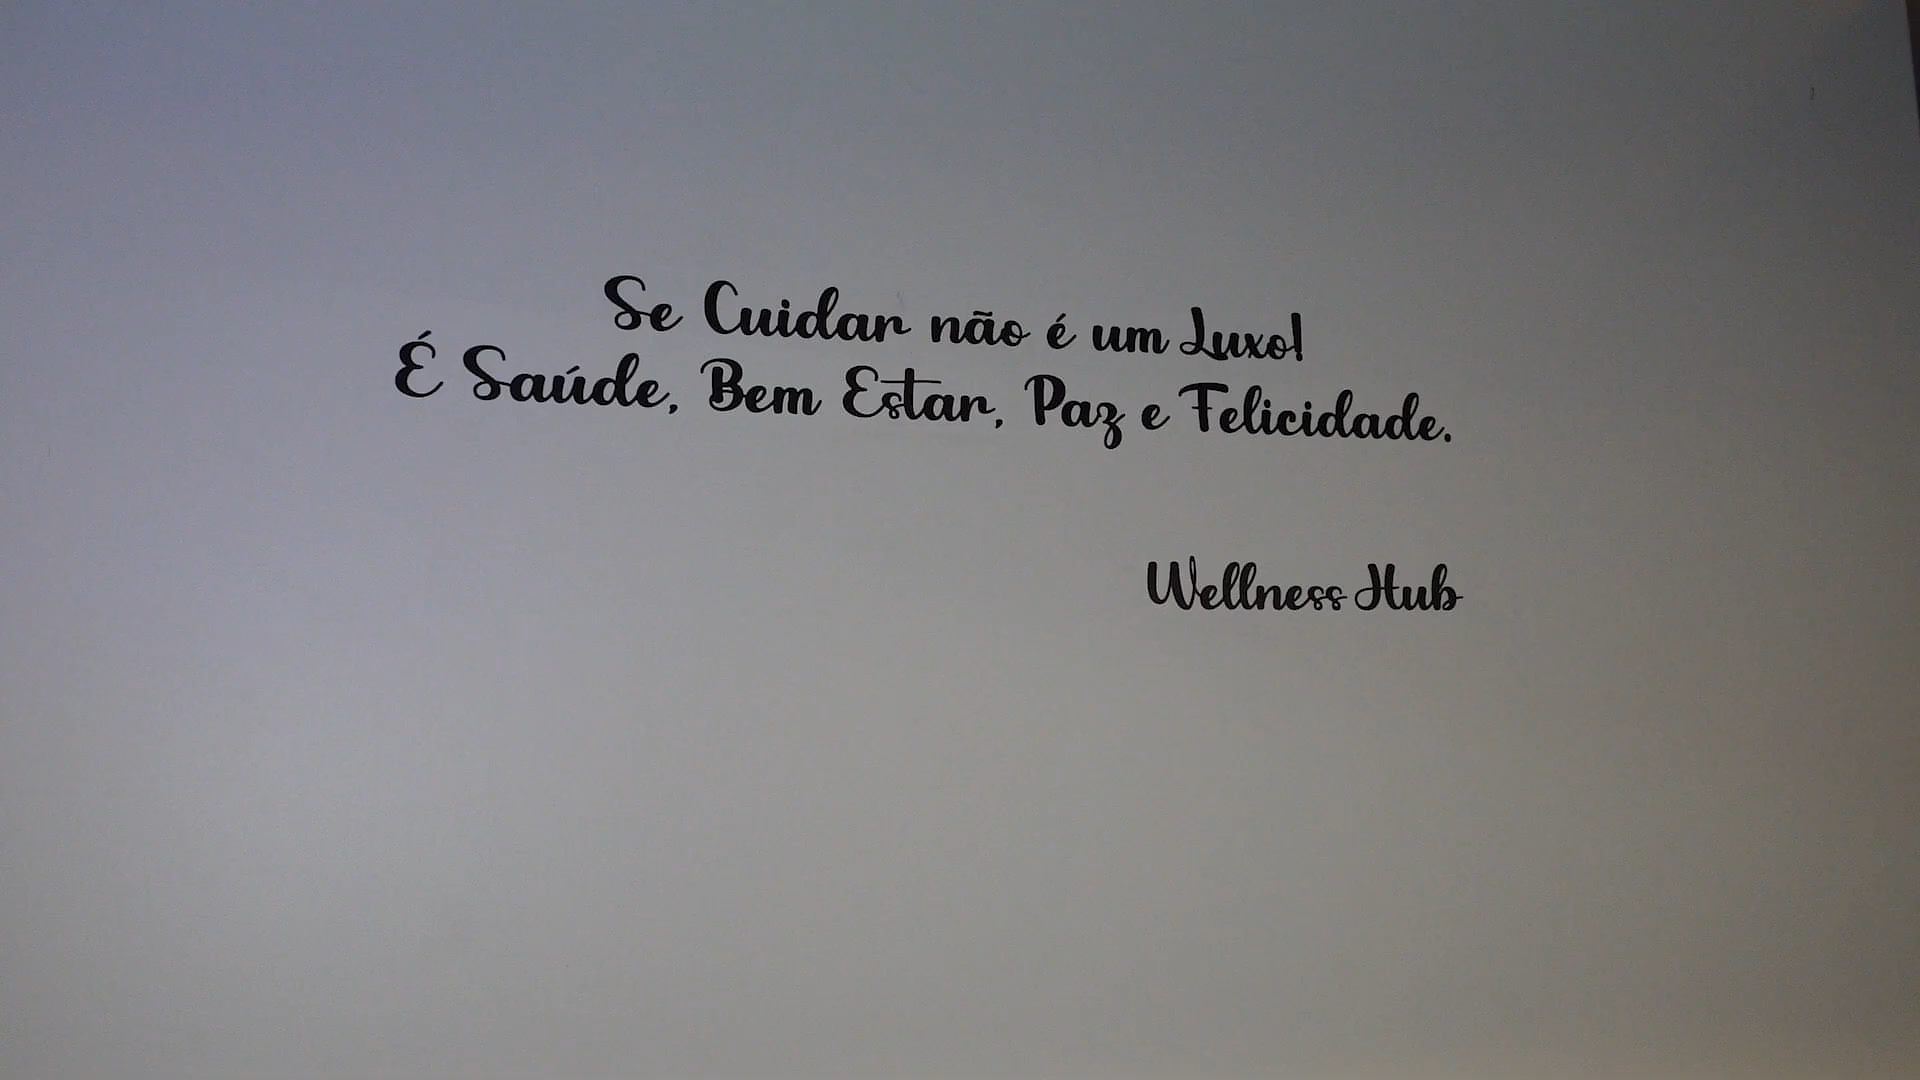 Se Cuidar não é um Luxo!
É Saúde, Bem Estar, Paz e Felicidade.
Wellness Hub